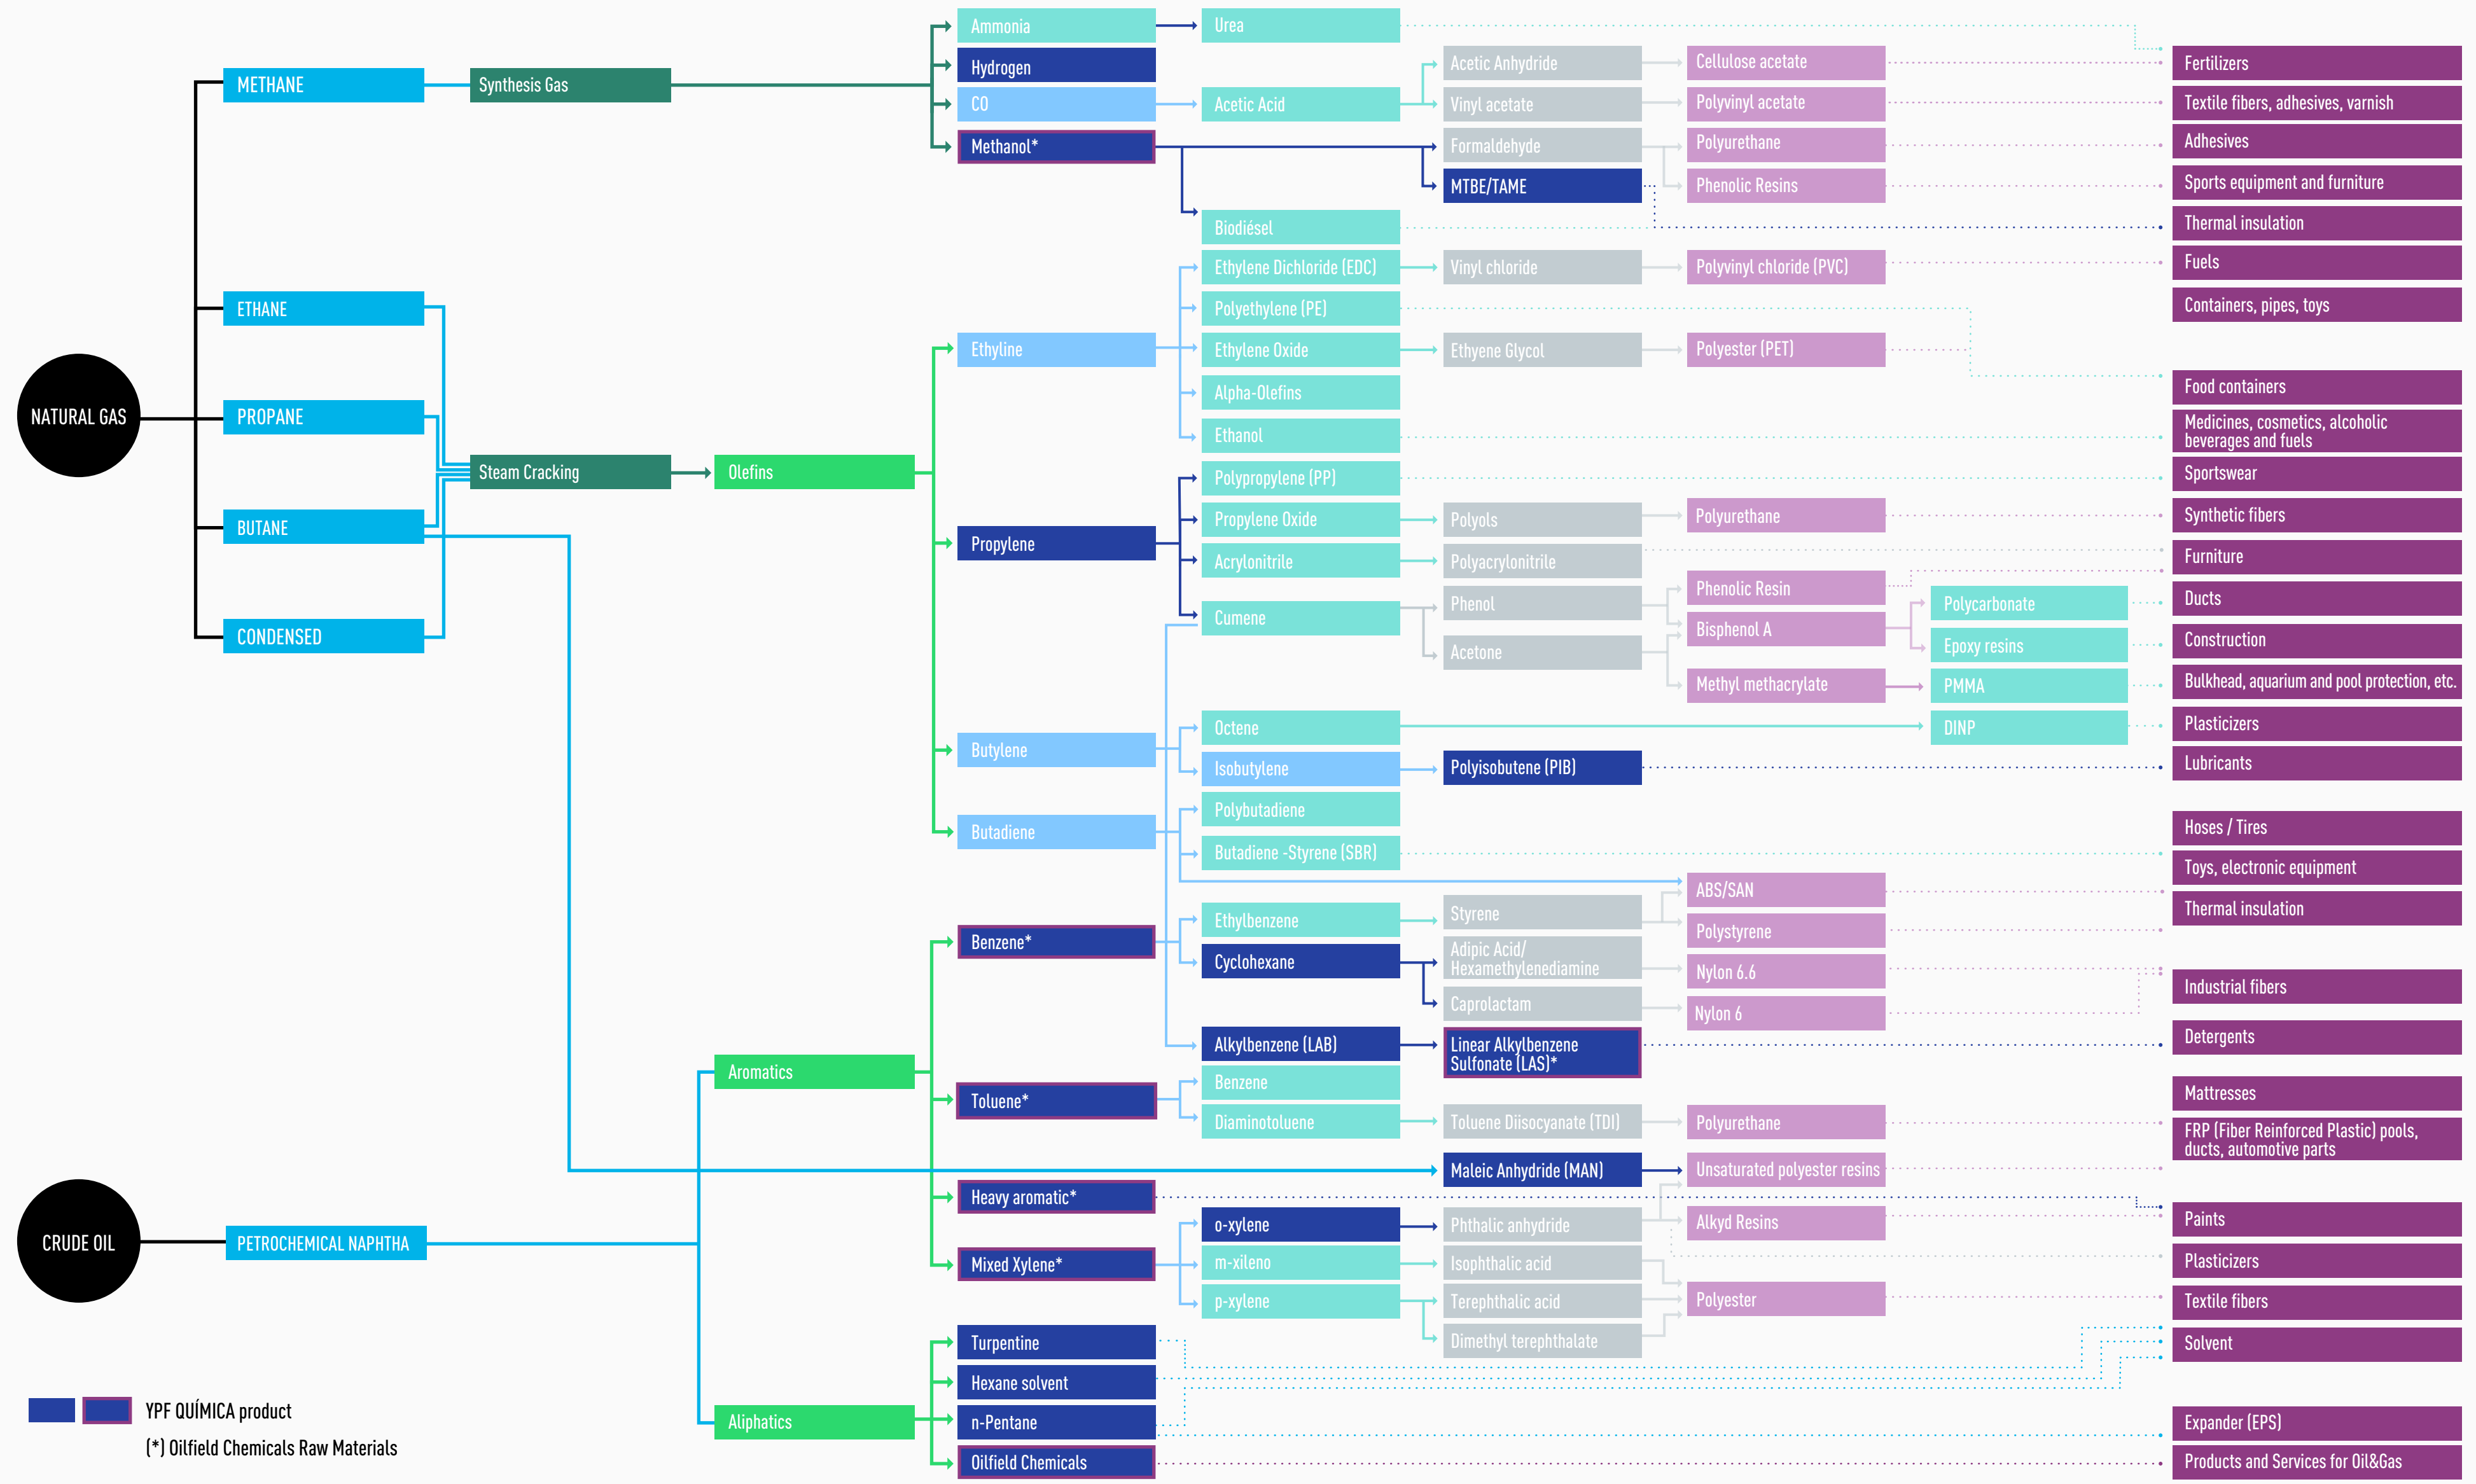 NATURAL GAS
CRUDE OIL
METHANE
ETHANE
PROPANE
BUTANE
CONDENSED
PETROCHEMICAL NAPHTHA
Synthesis Gas
Steam Cracking
Olefins
Aromatics
Aliphatics
Ammonia
Hydrogen
CO
Methanol*
Ethyline
Propylene
Butylene
Butadiene
Benzene*
Toluene*
Heavy aromatic*
Mixed Xylene*
Turpentine
Hexane solvent
n-Pentane
Oilfield Chemicals
Urea
Acetic Acid
Biodiésel
Ethylene Dichloride (EDC)
Polyethylene (PE)
Ethylene Oxide
Alpha-Olefins
Ethanol
Polypropylene (PP)
Propylene Oxide
Acrylonitrile
Cumene
Octene
Isobutylene
Polybutadiene
Butadiene -Styrene (SBR)
Ethylbenzene
Cyclohexane
Alkylbenzene (LAB)
Benzene
Diaminotoluene
o-xylene
m-xileno
p-xylene
Acetic Anhydride
Vinyl acetate
Formaldehyde
MTBE/TAME
Vinyl chloride
Ethyene Glycol
Polyols
Polyacrylonitrile
Phenol
Acetone
Polyisobutene (PIB)
Styrene
Adipic Acid/
Hexamethylenediamine
Caprolactam
Linear Alkylbenzene
Sulfonate (LAS)*
Toluene Diisocyanate (TDI)
Maleic Anhydride (MAN)
Phthalic anhydride
Isophthalic acid
Terephthalic acid
Dimethyl terephthalate
Cellulose acetate
Polyvinyl acetate
Polyurethane
Phenolic Resins
Polyvinyl chloride (PVC)
Polyester (PET)
Polyurethane
Phenolic Resin
Bisphenol A
Methyl methacrylate
ABS/SAN
Polystyrene
Nylon 6.6
Nylon 6
Polyurethane
Unsaturated polyester resins
Alkyd Resins
Polyester
Polycarbonate
Epoxy resins
PMMA
DINP
Fertilizers
Textile fibers, adhesives, varnish
Adhesives
Sports equipment and furniture
Thermal insulation
Fuels
Containers, pipes, toys
Food containers
Medicines, cosmetics, alcoholic
beverages and fuels
Sportswear
Synthetic fibers
Furniture
Ducts
Construction
Bulkhead, aquarium and pool protection, etc.
Plasticizers
Lubricants
Hoses / Tires
Toys, electronic equipment
Thermal insulation
Industrial fibers
Detergents
Mattresses
FRP (Fiber Reinforced Plastic) pools,
ducts, automotive parts
Paints
Plasticizers
Textile fibers
Solvent
Expander (EPS)
Products and Services for Oil&Gas
YPF QUÍMICA product
(*) Oilfield Chemicals Raw Materials